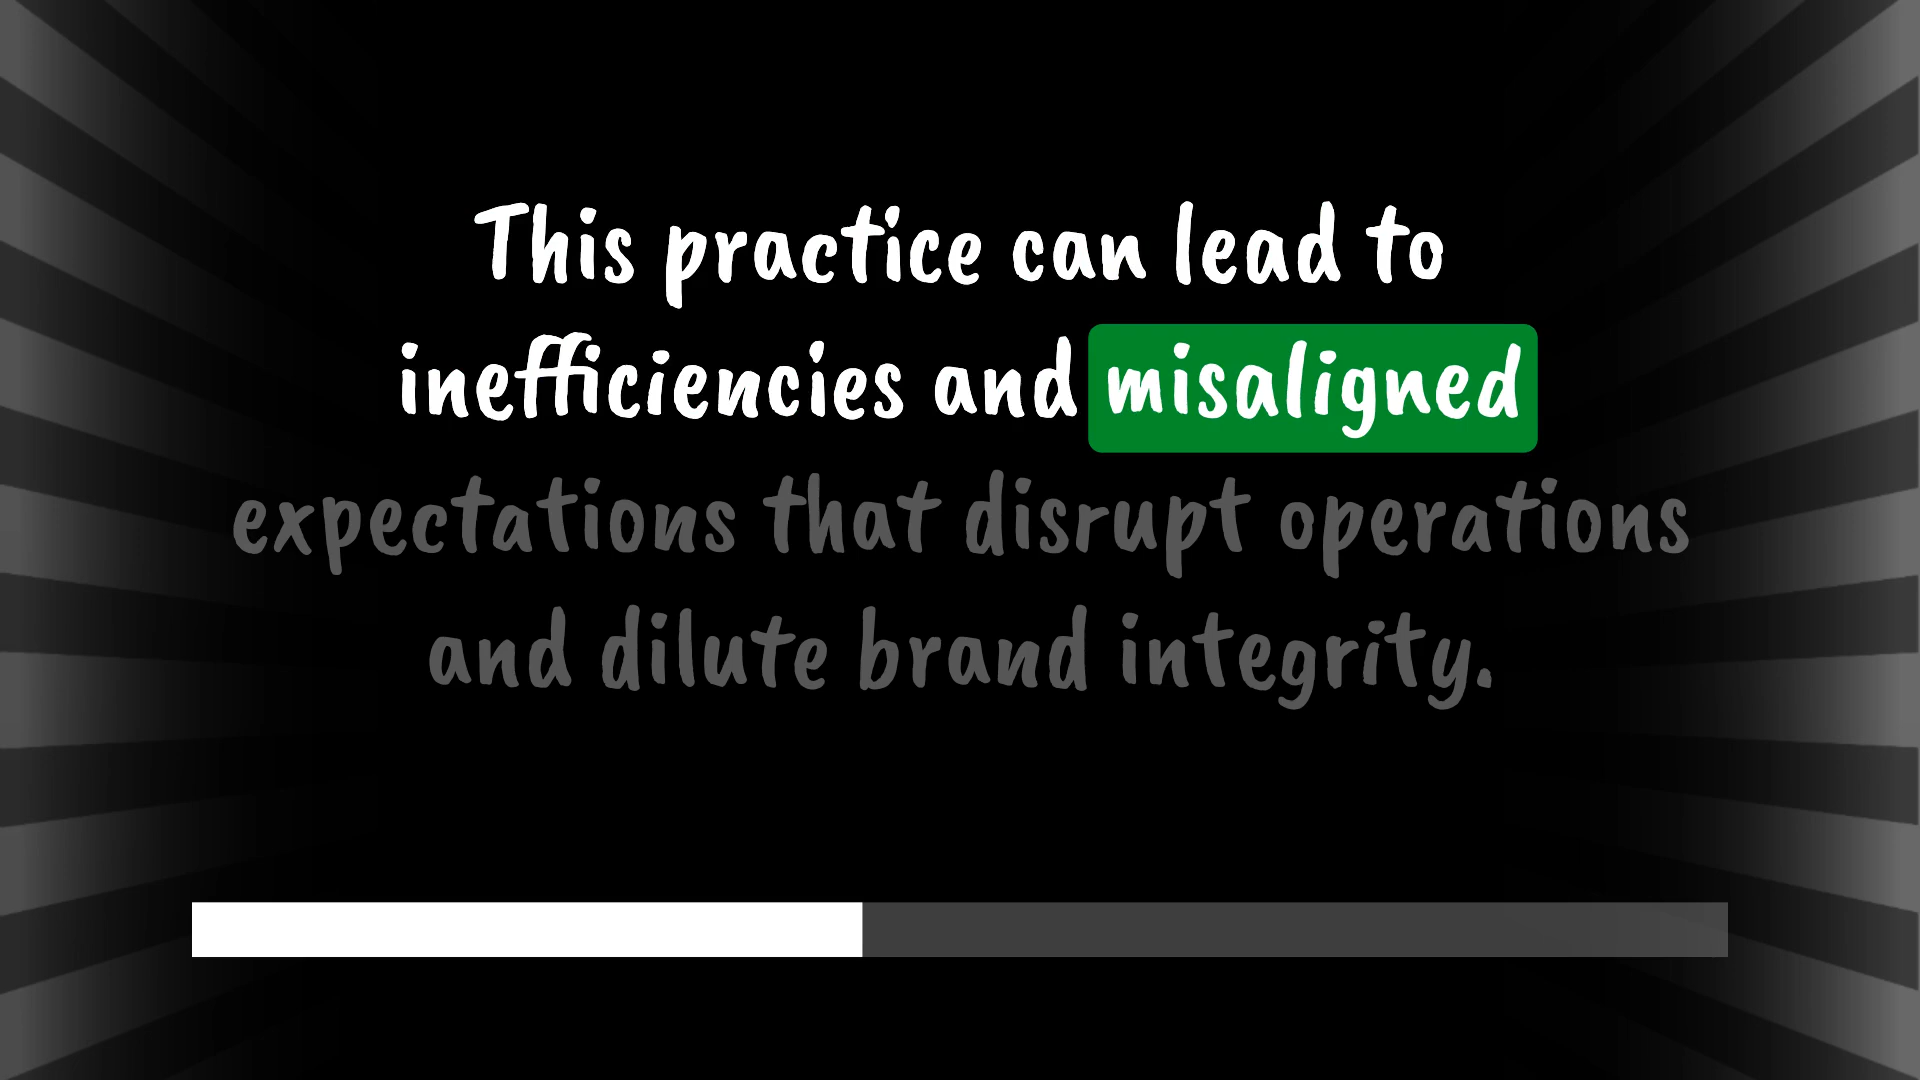 This practice can lead to
inefficiencies and misaligned
expectations that disrupt operations
and dilute brand integrity.